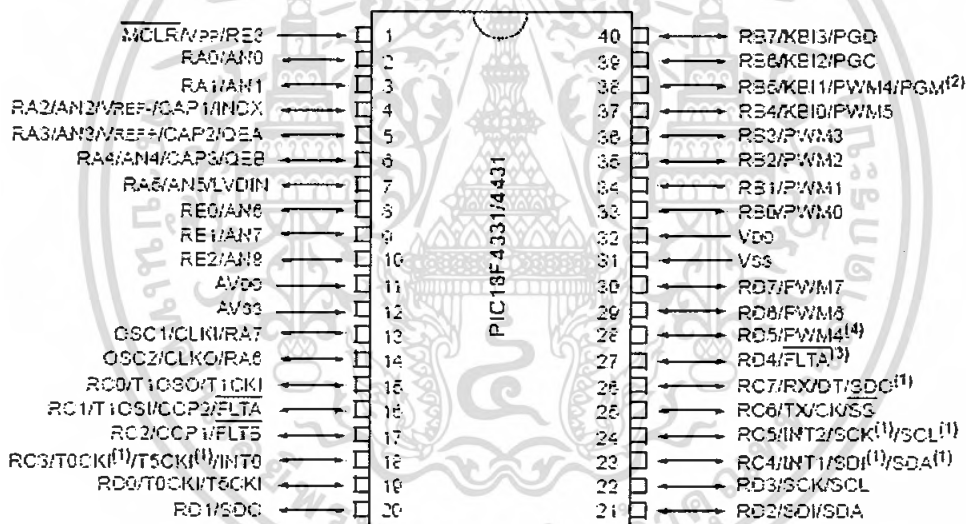 MCLR/VPP/RE3 1 40 RB7/KBI3/PGD
RA0/AN0 2 39 RB6/KBI2/PGC
RA1/AN1 3 38 RB5/KBI1/PWM4/PGM(2)
RA2/AN2/VREF-/CAP1/INDX 4 37 RB4/KBI0/PWM5
RA3/AN3/VREF+/CAP2/QEA 5 36 RB3/PWM3
RA4/AN4/CAP3/QEB 6 35 RB2/PWM2
RA5/AN5/LVDIN 7 34 RB1/PWM1
RE0/AN6 8 33 RB0/PWM0
RE1/AN7 9 32 VDD
RE2/AN8 10 31 VSS
AVDD 11 30 RD7/PWM7
AVSS 12 29 RD6/PWM6
OSC1/CLKI/RA7 13 28 RD5/PWM4(4)
OSC2/CLKO/RA6 14 27 RD4/FLTA(3)
RC0/T1OSO/T1CKI 15 26 RC7/RX/DT/SDO(1)
RC1/T1OSI/CCP2/FLTA 16 25 RC6/TX/CK/SS
RC2/CCP1/FLTB 17 24 RC5/INT2/SCK(1)/SCL(1)
RC3/T0CKI(1)/T5CKI(1)/INT0 18 23 RC4/INT1/SDI(1)/SDA(1)
RD0/T0CKI/T5CKI 19 22 RD3/SCK/SCL
RD1/SDO 20 21 RD2/SDI/SDA
PIC18F4331/4431